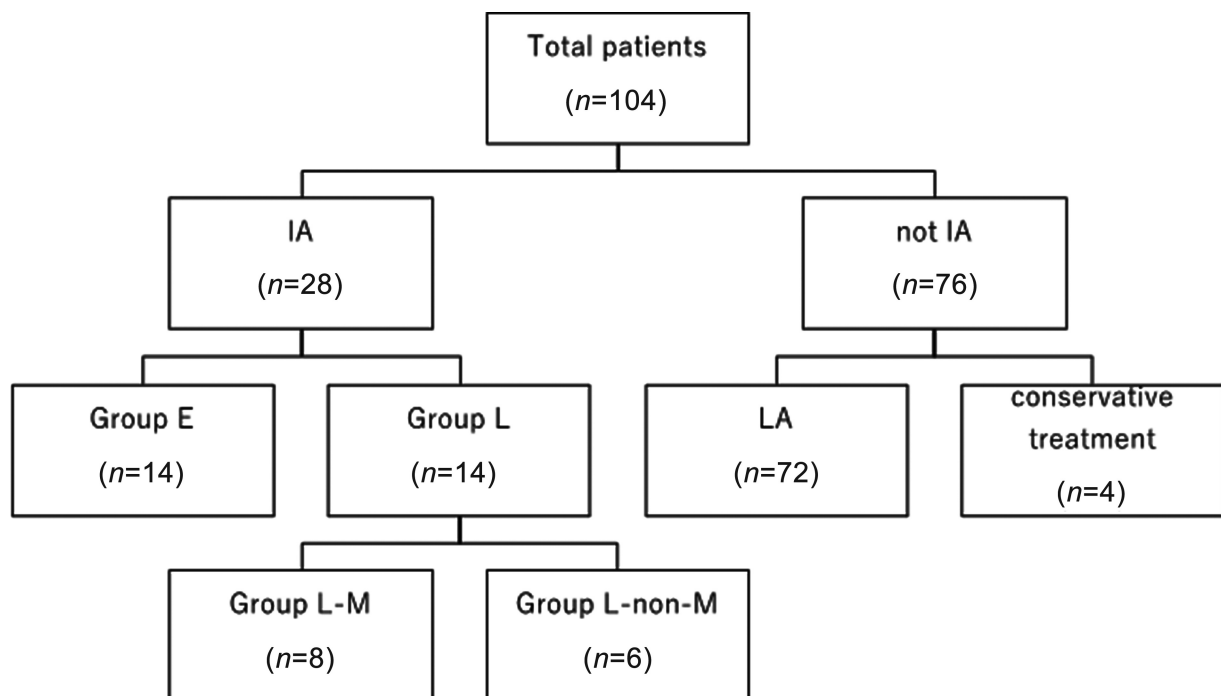 Total patients
(n=104)
IA
(n=28)
not IA
(n=76)
Group E
(n=14)
Group L
(n=14)
LA
(n=72)
conservative
treatment
(n=4)
Group L-M
(n=8)
Group L-non-M
(n=6)